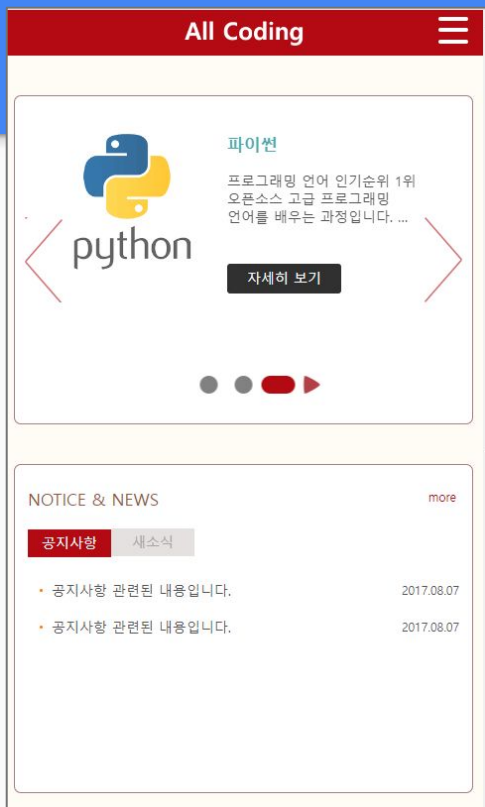 All Coding
파이썬
프로그래밍 언어 인기순위 1위
오픈소스 고급 프로그래밍
언어를 배우는 과정입니다. ...
python
자세히 보기
NOTICE & NEWS
more
공지사항 새소식
공지사항 관련된 내용입니다. 2017.08.07
공지사항 관련된 내용입니다. 2017.08.07